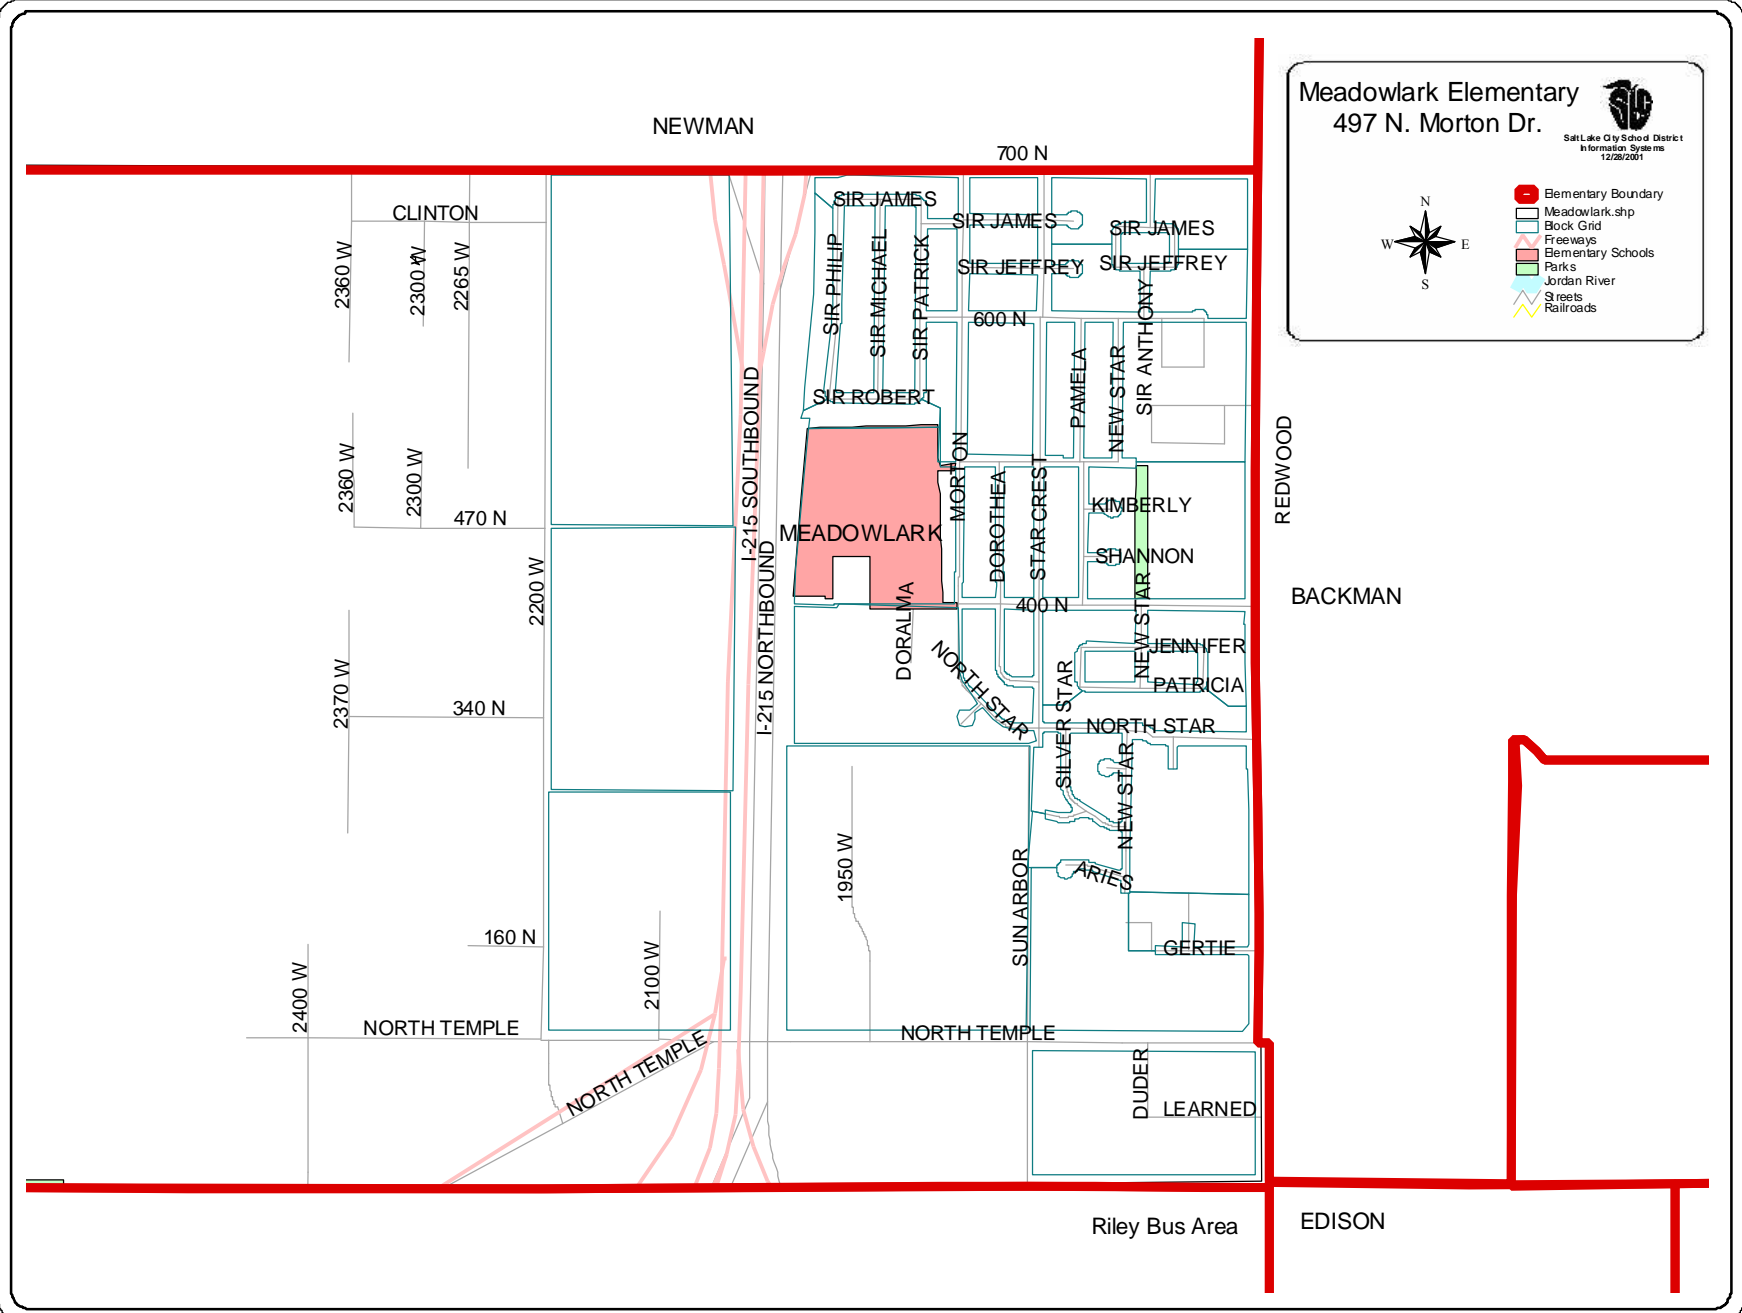 Meadowlark Elementary
497 N. Morton Dr.
SLC
Salt Lake City School District
Information Systems
12/28/2001
N
W
E
S
Elementary Boundary
Meadowlark.shp
Block Grid
Freeways
Elementary Schools
Parks
Jordan River
Streets
Railroads
NEWMAN
700 N
CLINTON
SIR JAMES
SIR JAMES
SIR JAMES
2360 W
2300 W
2265 W
SIR PHILIP
SIR MICHAEL
SIR PATRICK
SIR JEFFREY
SIR JEFFREY
600 N
SIR ANTHONY
PAMELA
NEW STAR
SIR ROBERT
I-215 SOUTHBOUND
MORTON
REDWOOD
2360 W
2300 W
470 N
MEADOWLARK
DOROTHEA
STAR CREST
KIMBERLY
SHANNON
2200 W
I-215 NORTHBOUND
DORALMA
400 N
NEW STAR
BACKMAN
JENNIFER
PATRICIA
NORTH STAR
SILVER STAR
NORTH STAR
2370 W
340 N
NEW STAR
1950 W
SUN ARBOR
ARIES
160 N
2100 W
GERTIE
2400 W
NORTH TEMPLE
NORTH TEMPLE
NORTH TEMPLE
DUDER
LEARNED
Riley Bus Area
EDISON